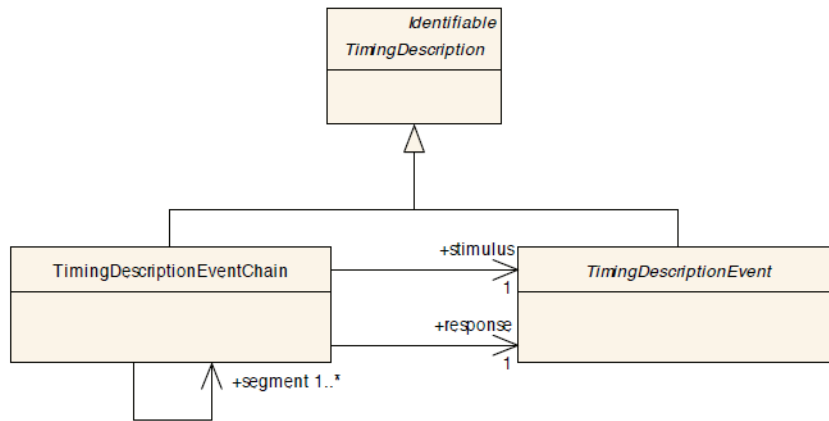 Identifiable
TimingDescription
TimingDescriptionEventChain
+stimulus
1
TimingDescriptionEvent
+response
1
+segment 1..*